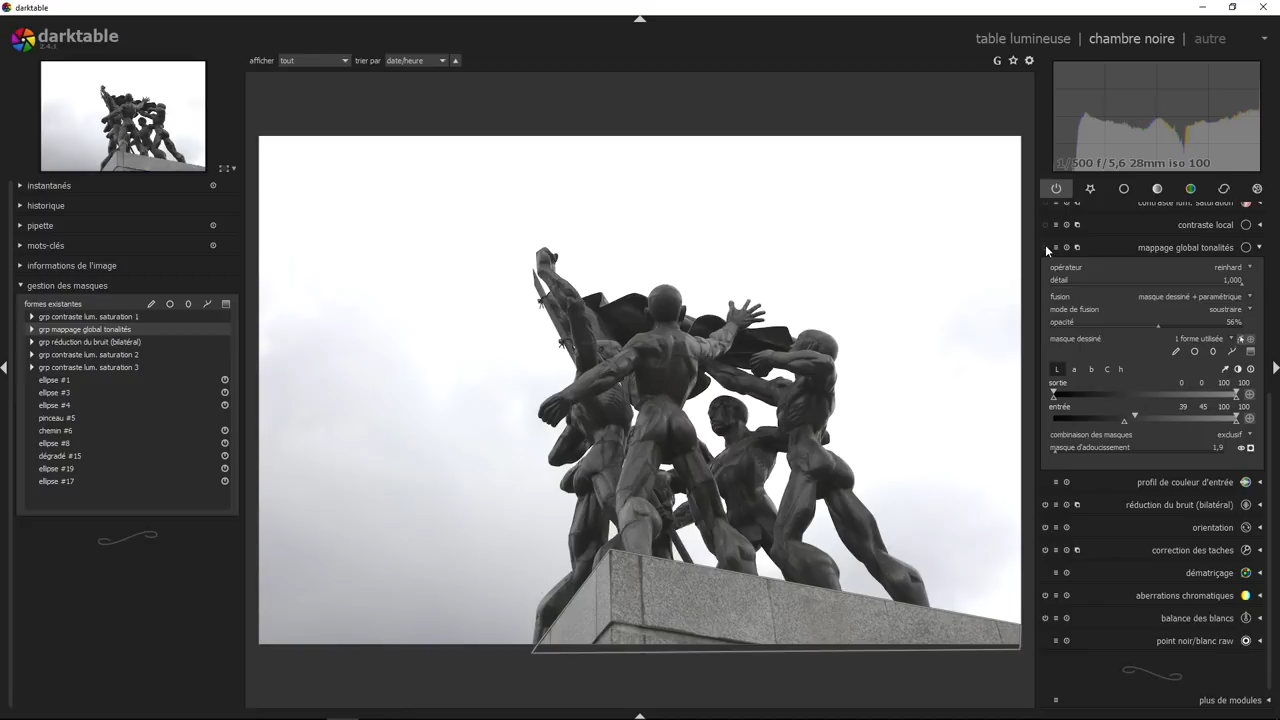 darktable
darktable
2.4.1
table lumineuse | chambre noire | autre
afficher tout trier par date/heure
G
1/500 f/5,6 28mm iso 100
instantanés
historique
pipette
mots-clés
informations de l'image
gestion des masques
formes existantes
grp contraste lum. saturation 1
grp mappage global tonalités
grp réduction du bruit (bilatéral)
grp contraste lum. saturation 2
grp contraste lum. saturation 3
ellipse #1
ellipse #3
ellipse #4
pinceau #5
chemin #6
ellipse #8
dégradé #15
ellipse #19
ellipse #17
contraste lum. saturation
contraste local
mappage global tonalités
opérateur reinhard
détail 1,000
fusion masque dessiné + paramétrique
mode de fusion soustraire
opacité 56%
masque dessiné 1 forme utilisée
L a b C h
sortie 0 0 100 100
entrée 39 45 100 100
combinaison des masques exclusif
masque d'adoucissement 1,9
profil de couleur d'entrée
réduction du bruit (bilatéral)
orientation
correction des taches
dématriçage
aberrations chromatiques
balance des blancs
point noir/blanc raw
plus de modules